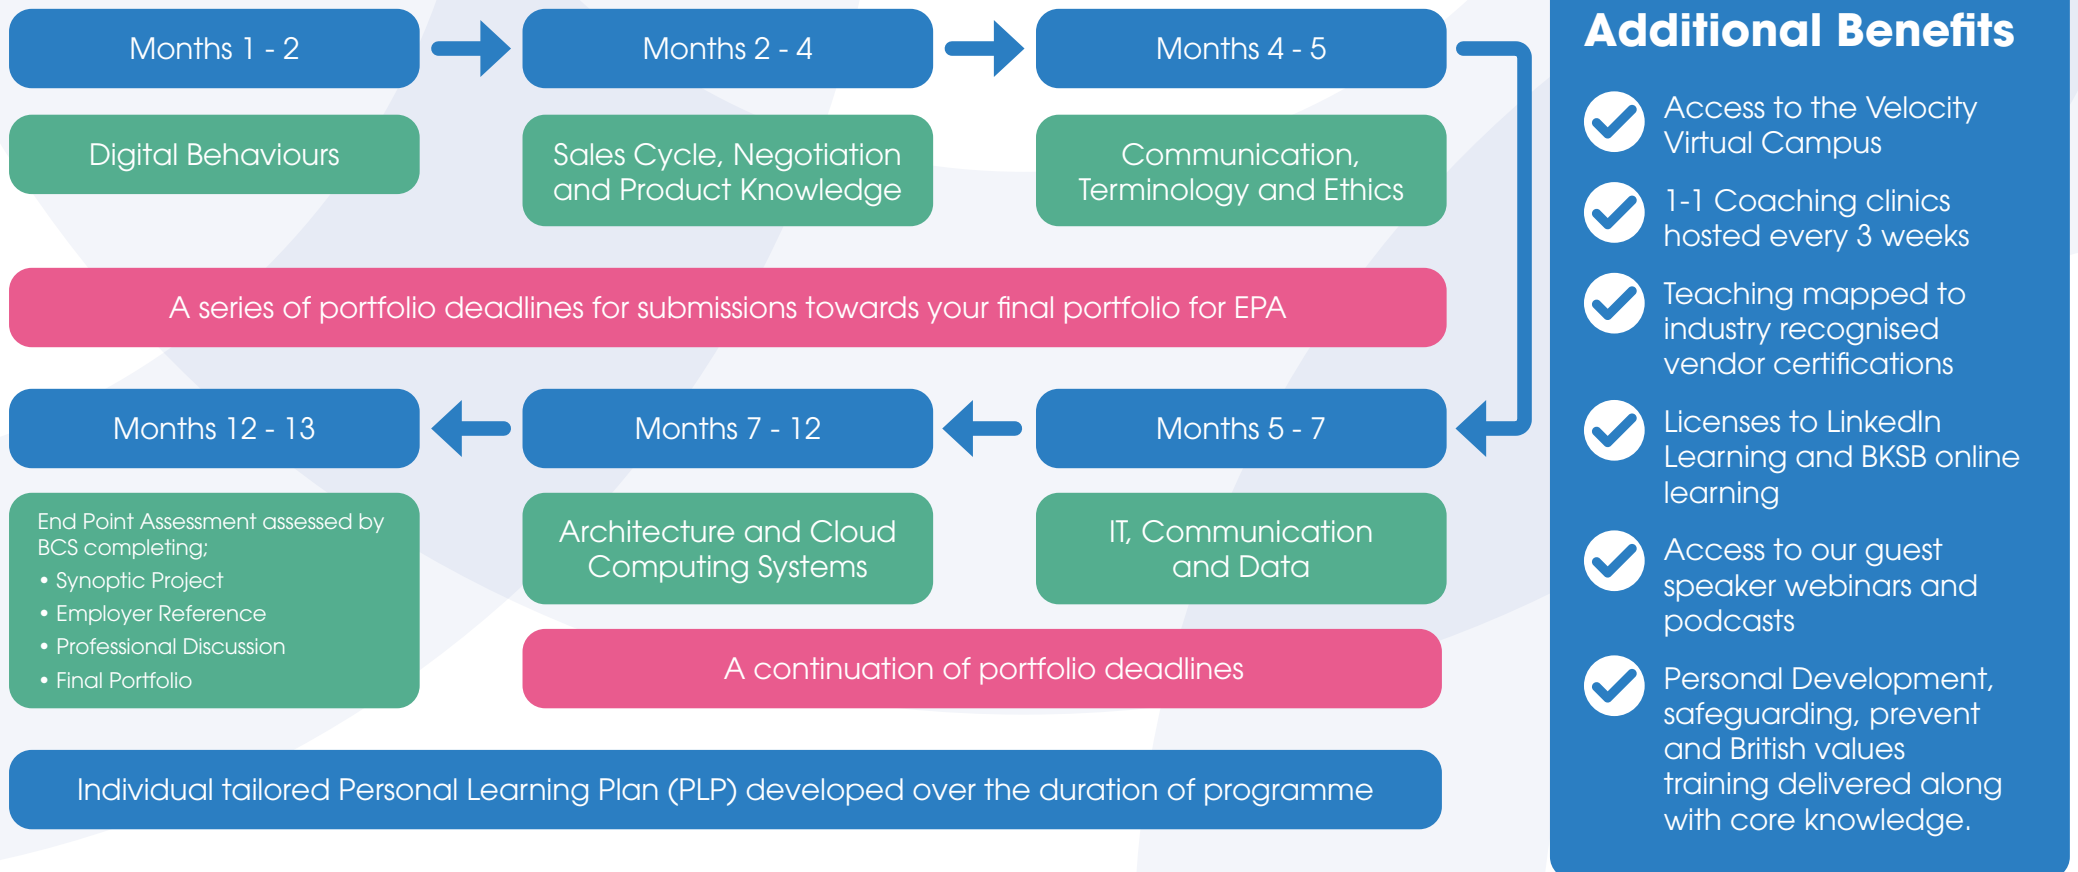 Months 1 - 2
Months 2 - 4
Months 4 - 5
Digital Behaviours
Sales Cycle, Negotiation
and Product Knowledge
Communication,
Terminology and Ethics
A series of portfolio deadlines for submissions towards your final portfolio for EPA
Months 5 - 7
IT, Communication
and Data
Months 7 - 12
Architecture and Cloud
Computing Systems
A continuation of portfolio deadlines
Months 12 - 13
End Point Assessment assessed by
BCS completing;
• Synoptic Project
• Employer Reference
• Professional Discussion
• Final Portfolio
Individual tailored Personal Learning Plan (PLP) developed over the duration of programme
Additional Benefits
Access to the Velocity
Virtual Campus
1-1 Coaching clinics
hosted every 3 weeks
Teaching mapped to
industry recognised
vendor certifications
Licenses to LinkedIn
Learning and BKSB online
learning
Access to our guest
speaker webinars and
podcasts
Personal Development,
safeguarding, prevent
and British values
training delivered along
with core knowledge.